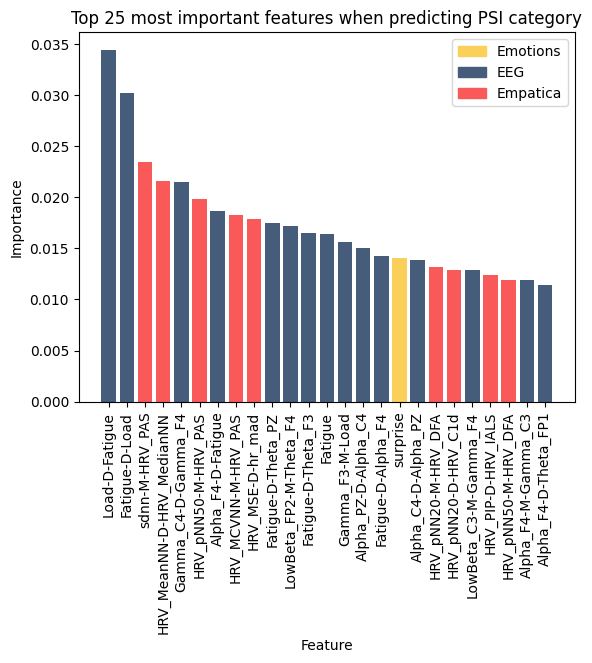 Top 25 most important features when predicting PSI category
Emotions
EEG
Empatica
Importance
0.035
0.030
0.025
0.020
0.015
0.010
0.005
0.000
Load-D-Fatigue
Fatigue-D-Load
sdnn-M-HRV_PAS
HRV_MeanNN-D-HRV_MedianNN
Gamma_C4-D-Gamma_F4
HRV_pNN50-M-HRV_PAS
Alpha_F4-D-Fatigue
HRV_MCVNN-M-HRV_PAS
HRV_MSE-D-hr_mad
Fatigue-D-Theta_PZ
LowBeta_FP2-M-Theta_F4
Fatigue-D-Theta_F3
Fatigue
Gamma_F3-M-Load
Alpha_PZ-D-Alpha_C4
Fatigue-D-Alpha_F4
surprise
Alpha_C4-D-Alpha_PZ
HRV_pNN20-M-HRV_DFA
HRV_pNN20-D-HRV_C1d
LowBeta_C3-M-Gamma_F4
HRV_PIP-D-HRV_IALS
HRV_pNN50-M-HRV_DFA
Alpha_F4-M-Gamma_C3
Alpha_F4-D-Theta_FP1
Feature